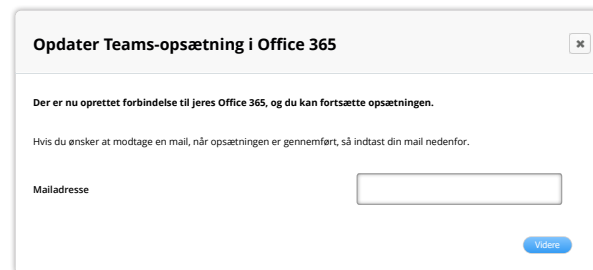 Opdater Teams-opsætning i Office 365
Der er nu oprettet forbindelse til jeres Office 365, og du kan fortsætte opsætningen.
Hvis du ønsker at modtage en mail, når opsætningen er gennemført, så indtast din mail nedenfor.
Mailadresse
Videre